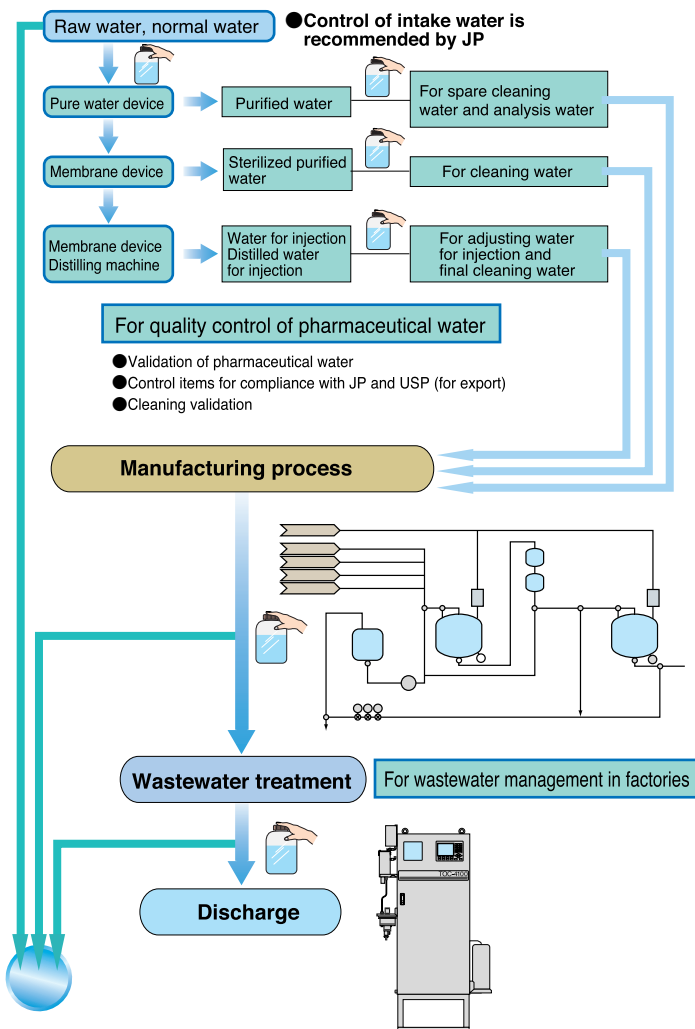 Raw water, normal water
●Control of intake water is
recommended by JP
Pure water device
Purified water
For spare cleaning
water and analysis water
Membrane device
Sterilized purified
water
For cleaning water
Membrane device
Distilling machine
Water for injection
Distilled water
for injection
For adjusting water
for injection and
final cleaning water
For quality control of pharmaceutical water
●Validation of pharmaceutical water
●Control items for compliance with JP and USP (for export)
●Cleaning validation
Manufacturing process
Wastewater treatment
For wastewater management in factories
TOC-4100
Discharge